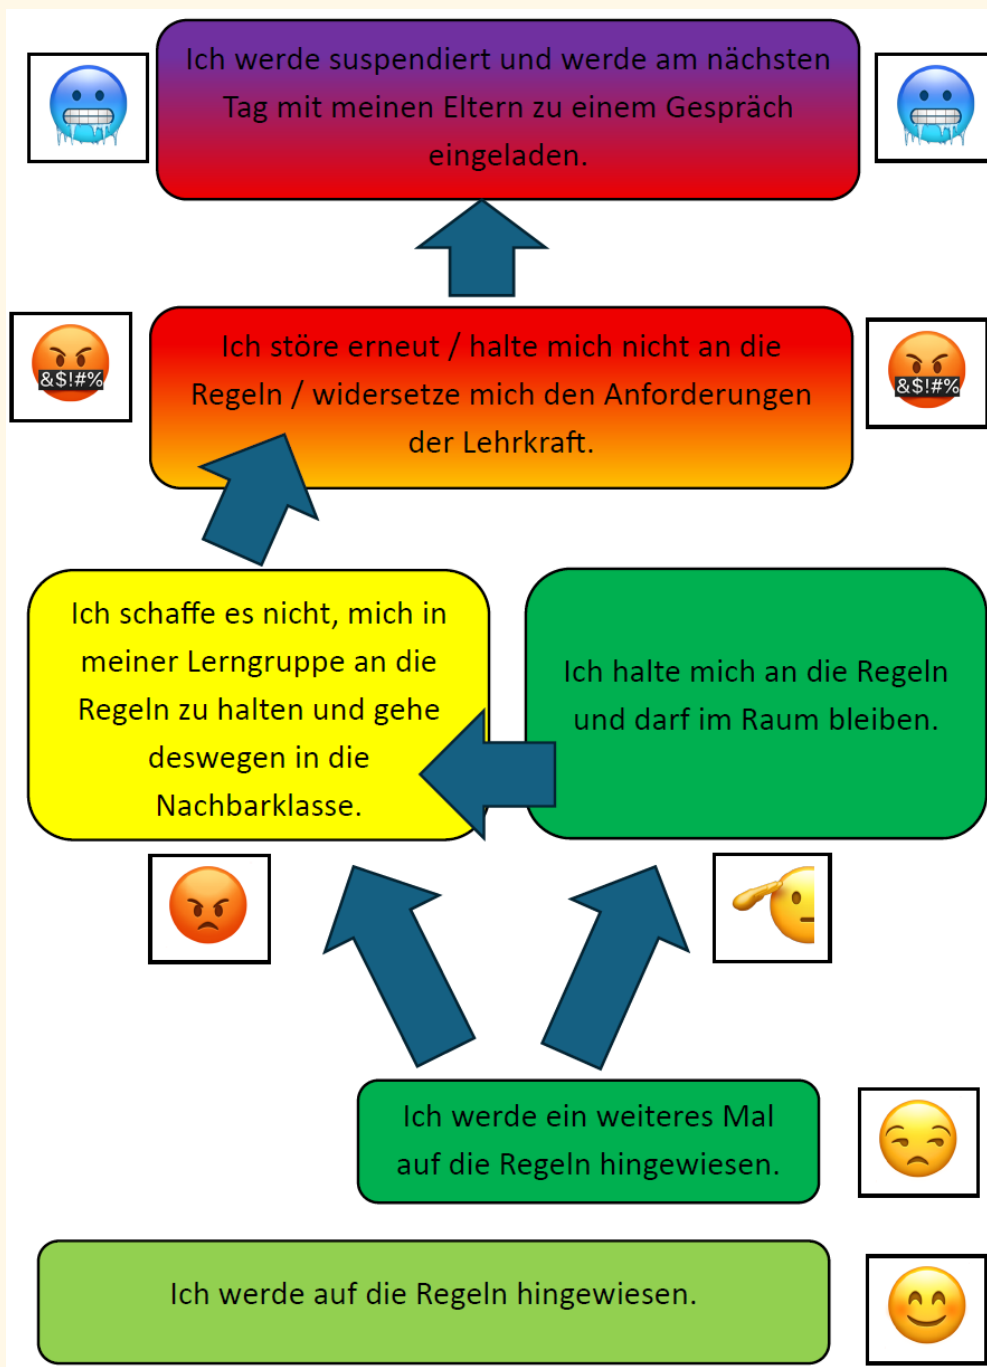 Ich werde suspendiert und werde am nächsten
Tag mit meinen Eltern zu einem Gespräch
eingeladen.
&$!#%
Ich störe erneut / halte mich nicht an die
Regeln / widersetze mich den Anforderungen
der Lehrkraft.
&$!#%
Ich schaffe es nicht, mich in
meiner Lerngruppe an die
Regeln zu halten und gehe
deswegen in die
Nachbarklasse.
Ich halte mich an die Regeln
und darf im Raum bleiben.
Ich werde ein weiteres Mal
auf die Regeln hingewiesen.
Ich werde auf die Regeln hingewiesen.